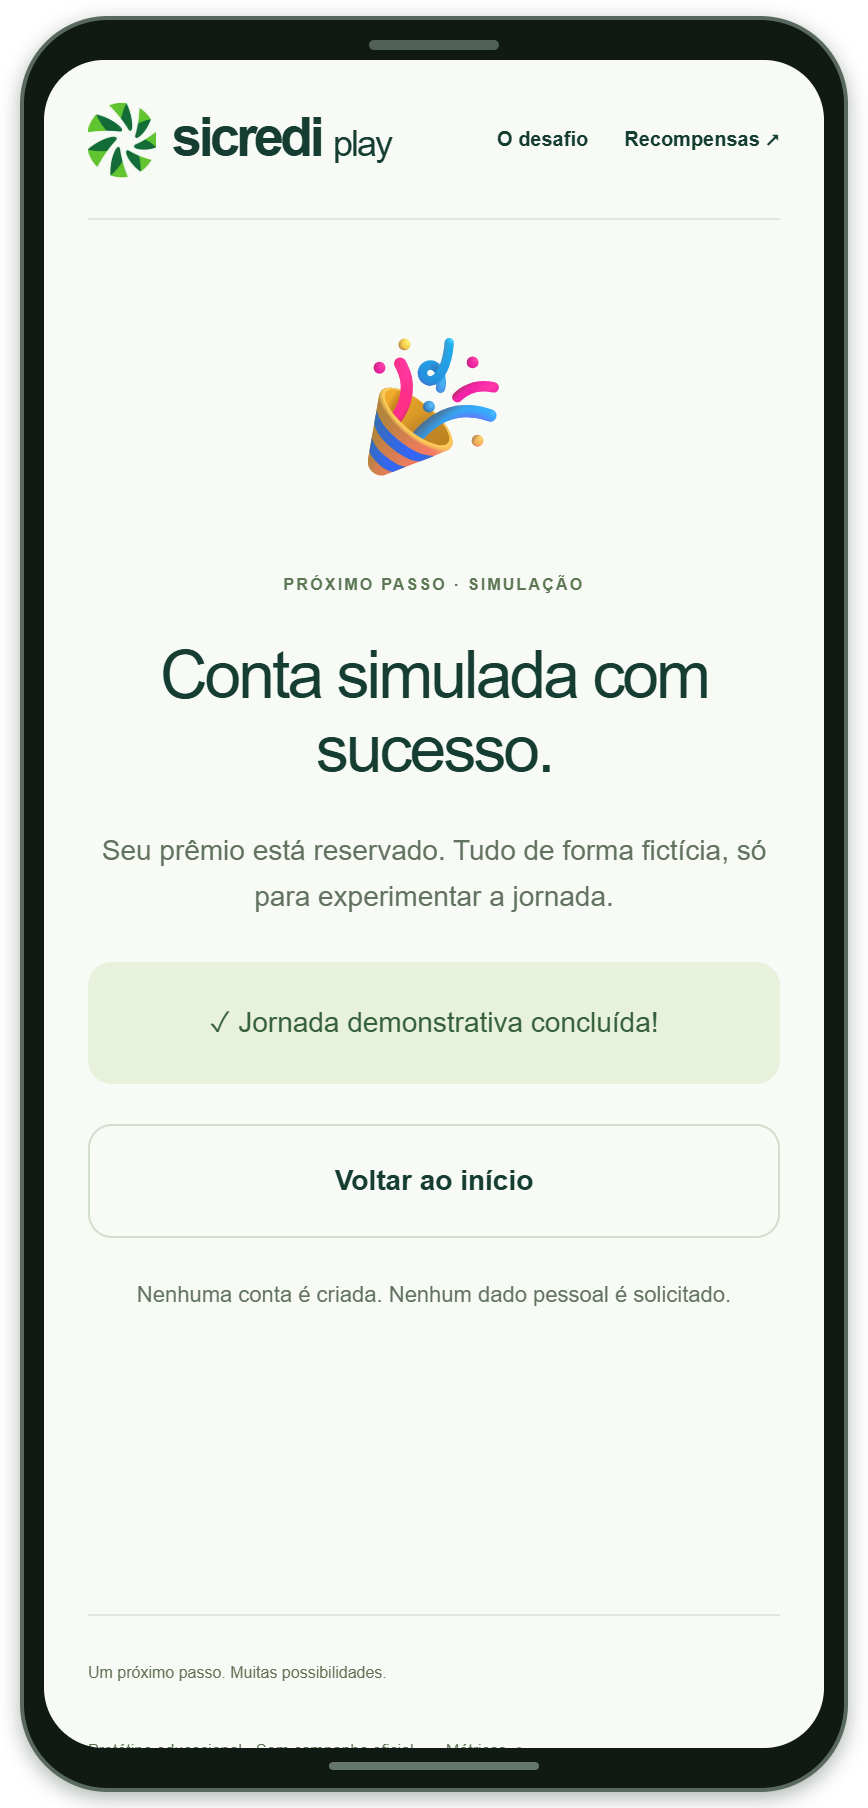 sicredi play
O desafio
Recompensas ↗
PRÓXIMO PASSO · SIMULAÇÃO
Conta simulada com
sucesso.
Seu prêmio está reservado. Tudo de forma fictícia, só
para experimentar a jornada.
✓ Jornada demonstrativa concluída!
Voltar ao início
Nenhuma conta é criada. Nenhum dado pessoal é solicitado.
Um próximo passo. Muitas possibilidades.